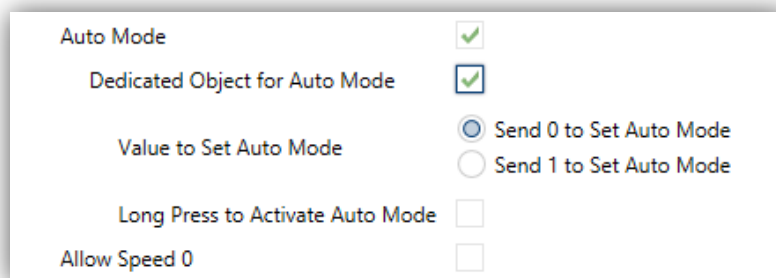 Auto Mode
Dedicated Object for Auto Mode
Value to Set Auto Mode
Send 0 to Set Auto Mode
Send 1 to Set Auto Mode
Long Press to Activate Auto Mode
Allow Speed 0